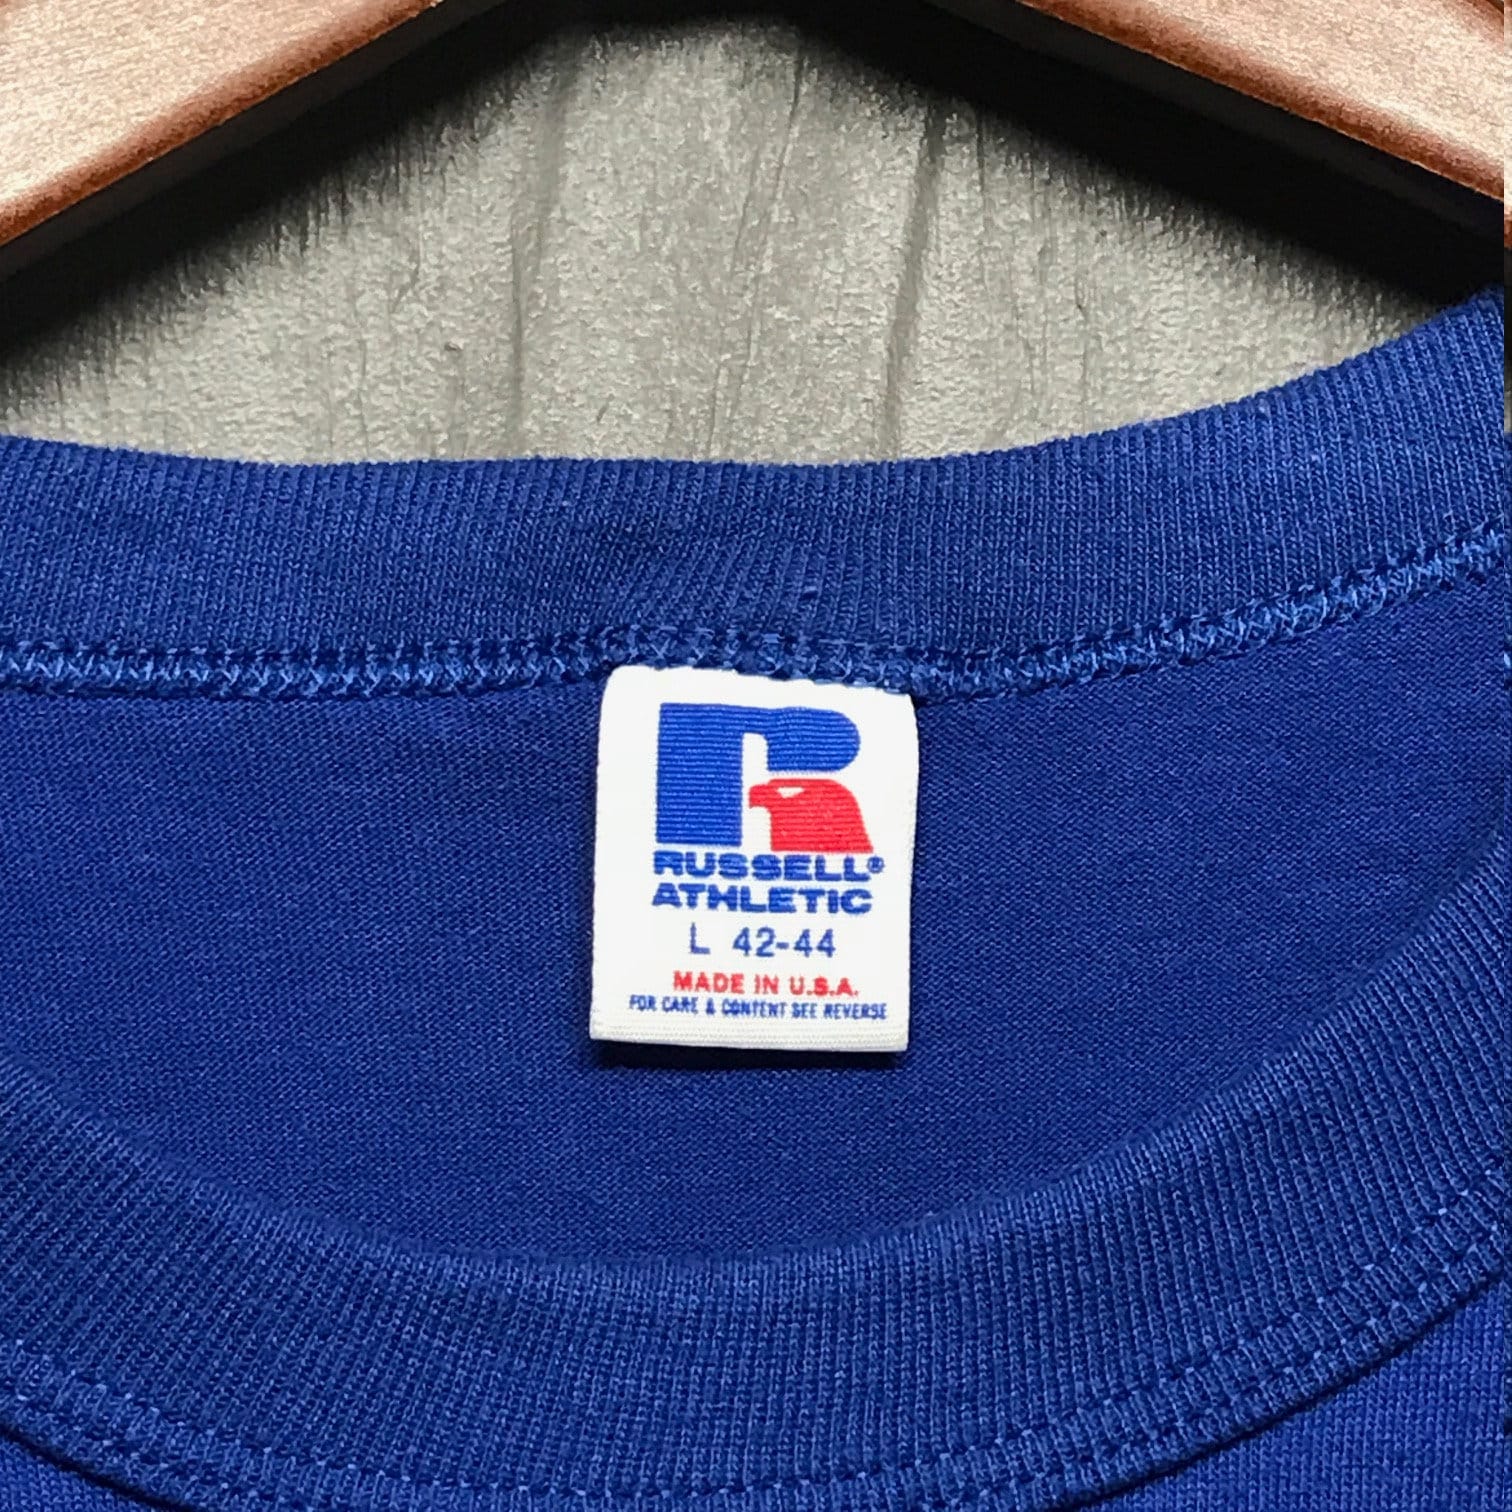 RUSSELL®
ATHLETIC
L 42-44
MADE IN U.S.A.
FOR CARE & CONTENT SEE REVERSE